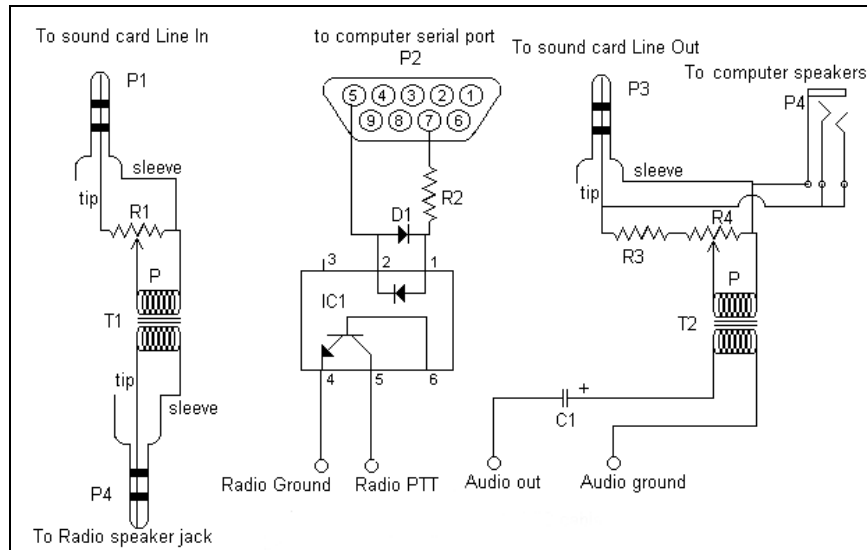 To sound card Line In
P1
sleeve
tip
R1
P
T1
tip
sleeve
P4
To Radio speaker jack
to computer serial port
P2
5 4 3 2 1
9 8 7 6
R2
D1
3 2 1
IC1
4 5 6
Radio Ground
Radio PTT
To sound card Line Out
P3
To computer speakers
P4
sleeve
tip
R4
R3
P
T2
+
C1
Audio out
Audio ground